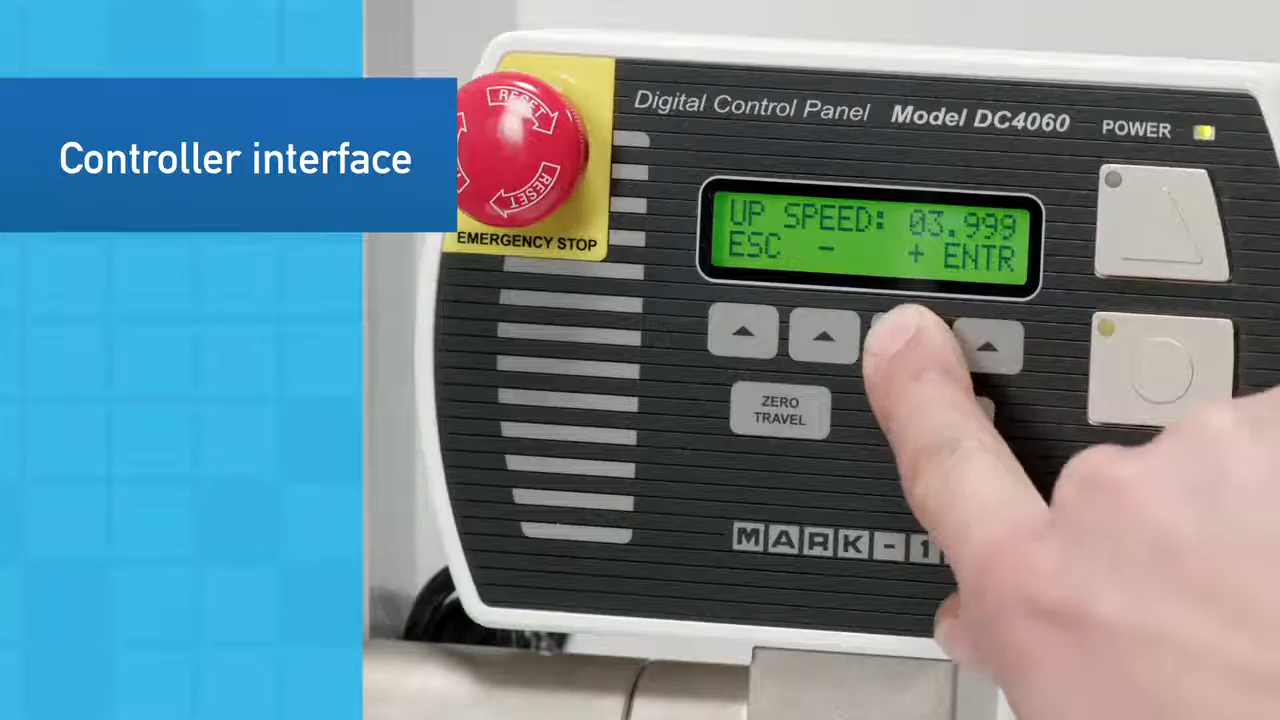 Controller interface
RESET
RESET
EMERGENCY STOP
Digital Control Panel Model DC4060
POWER
UP SPEED: 03.999
ESC - + ENTR
ZERO
TRAVEL
MARK-1